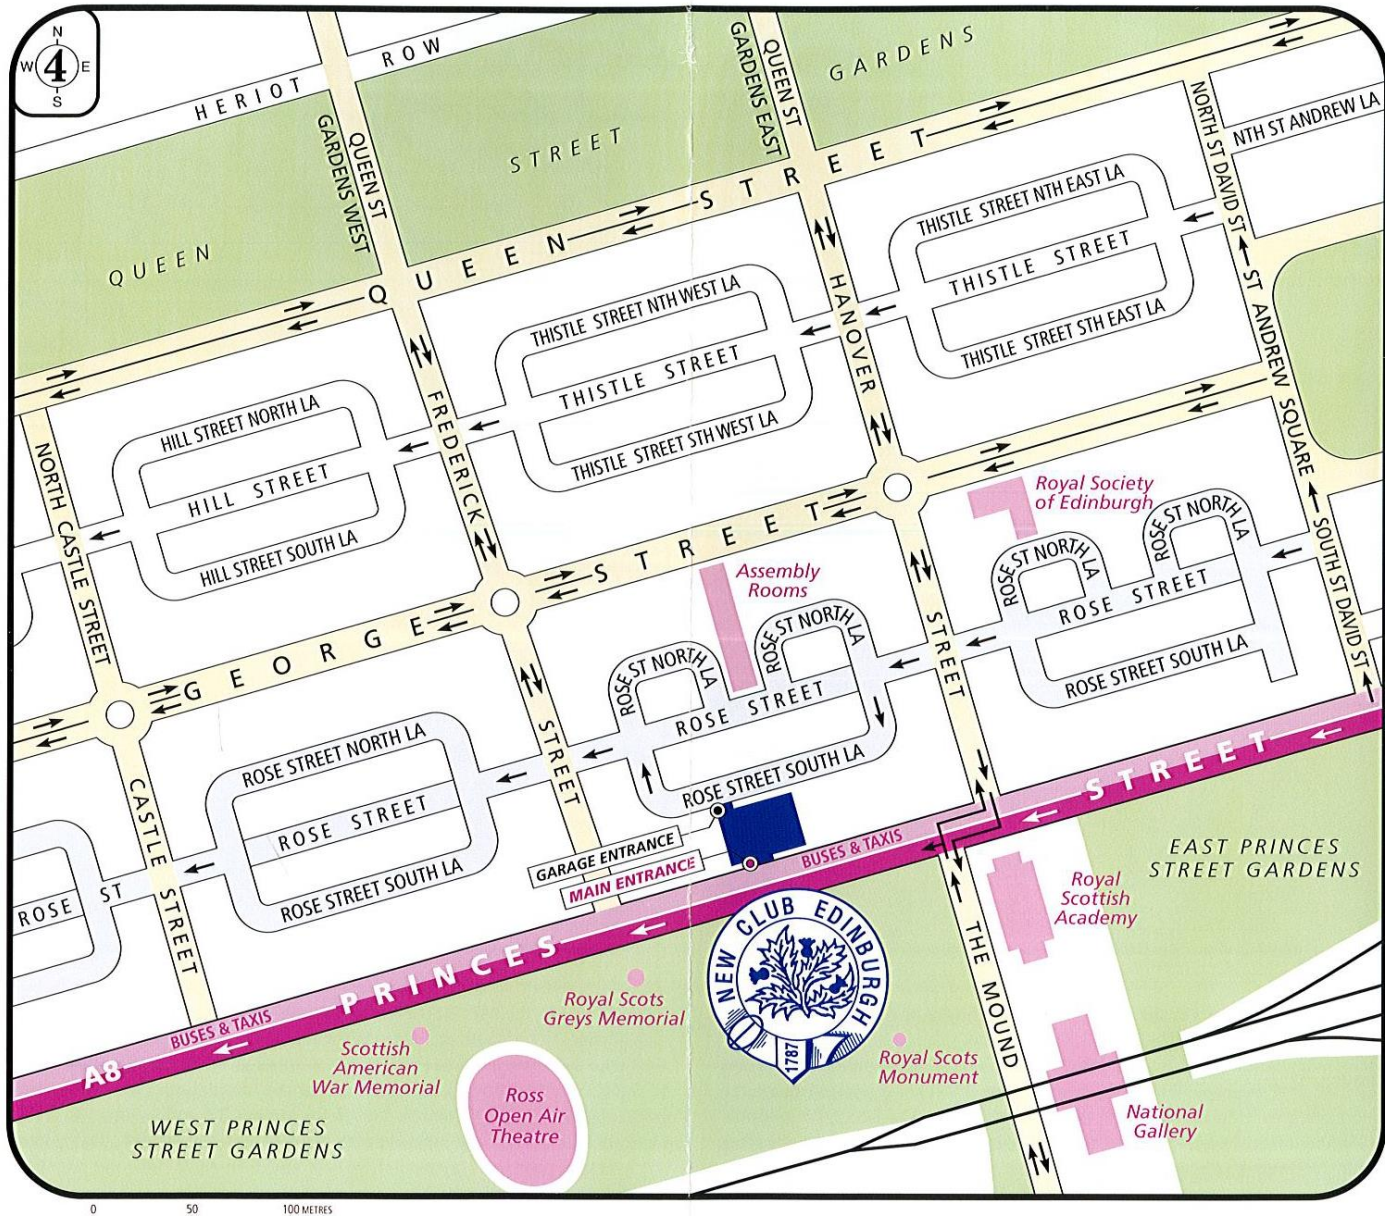 N
W 4 E
S
HERIOT ROW
QUEEN ST
GARDENS WEST
QUEEN ST
GARDENS EAST
QUEEN STREET GARDENS
QUEEN STREET
NORTH ST DAVID ST
NTH ST ANDREW LA
THISTLE STREET NTH EAST LA
THISTLE STREET
THISTLE STREET STH EAST LA
ST ANDREW SQUARE
THISTLE STREET NTH WEST LA
THISTLE STREET
THISTLE STREET STH WEST LA
HANOVER STREET
FREDERICK STREET
HILL STREET NORTH LA
HILL STREET
HILL STREET SOUTH LA
NORTH CASTLE STREET
GEORGE STREET
Royal Society
of Edinburgh
ROSE ST NORTH LA
ROSE ST NORTH LA
ROSE STREET
ROSE STREET SOUTH LA
SOUTH ST DAVID ST
Assembly
Rooms
ROSE ST NORTH LA
ROSE ST NORTH LA
ROSE STREET
ROSE STREET SOUTH LA
ROSE STREET NORTH LA
ROSE STREET
ROSE STREET SOUTH LA
CASTLE STREET
ROSE ST
GARAGE ENTRANCE
MAIN ENTRANCE
BUSES & TAXIS
PRINCES STREET
BUSES & TAXIS
A8
EAST PRINCES
STREET GARDENS
Royal
Scottish
Academy
THE MOUND
NEW CLUB EDINBURGH
1787
Royal Scots
Greys Memorial
Scottish
American
War Memorial
Royal Scots
Monument
Ross
Open Air
Theatre
National
Gallery
WEST PRINCES
STREET GARDENS
0 50 100 METRES